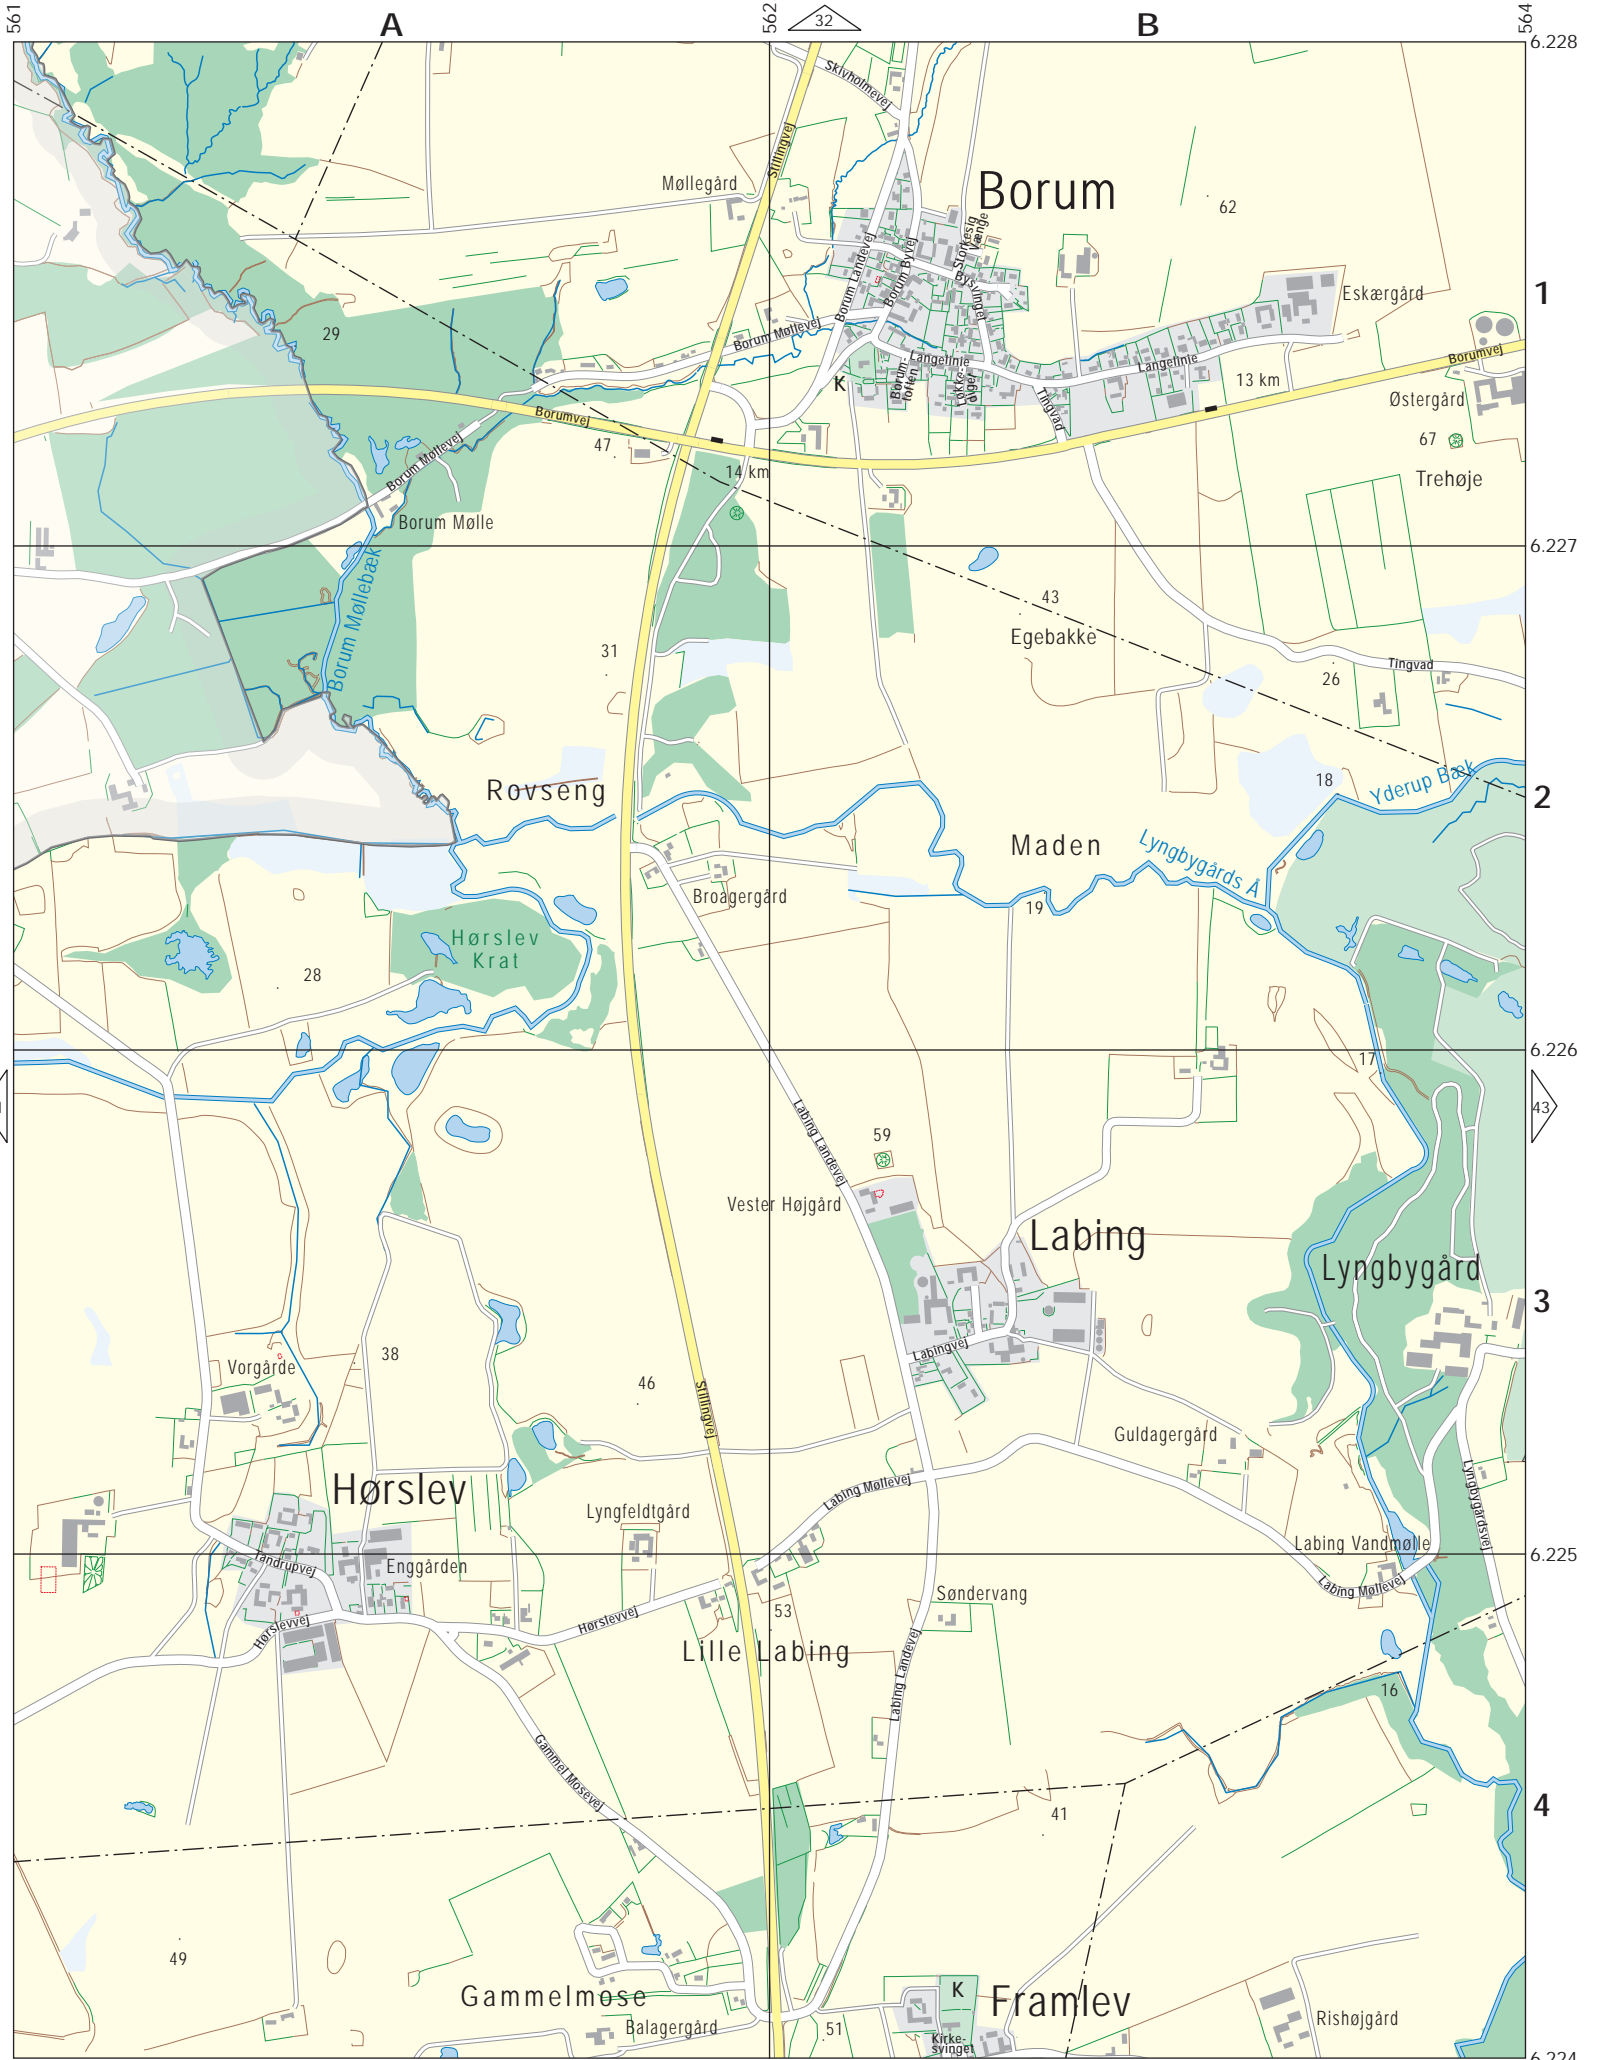 561
A
562
32
B
564
6.228
Skivholmevej
Stillingvej
Møllegård
Borum
62
Storkesig
Vænge
Borum Landevej
Borum Byvej
Bysvinget
Eskærgård
1
29
Borum Møllevej
Langelinie
Langelinie
Borumvej
K
Borum-
toften
Tingvad
13 km
Østergård
Borumvej
47
67
Borum Møllevej
14 km
Trehøje
Borum Mølle
6.227
Borum Møllebæk
43
Egebakke
31
Tingvad
26
Rovseng
18
Yderup Bæk
2
Maden
Lyngbygårds Å
Broagergård
19
Hørslev
Krat
28
6.226
17
43
Labing Landevej
59
Vester Højgård
Labing
Lyngbygård
3
Labingvej
Vorgårde
38
46
Stillingvej
Guldagergård
Hørslev
Labing Møllevej
Lyngbygårdsvej
Lyngfeldtgård
Labing Vandmølle
6.225
Tandrupvej
Enggården
Labing Møllevej
Søndervang
53
Hørslevvej
Hørslevvej
Lille Labing
Labing Landevej
16
Gammel Mosevej
41
4
49
Gammelmose
K
Framlev
Rishøjgård
Balagergård
51
Kirke-
svinget
6.224